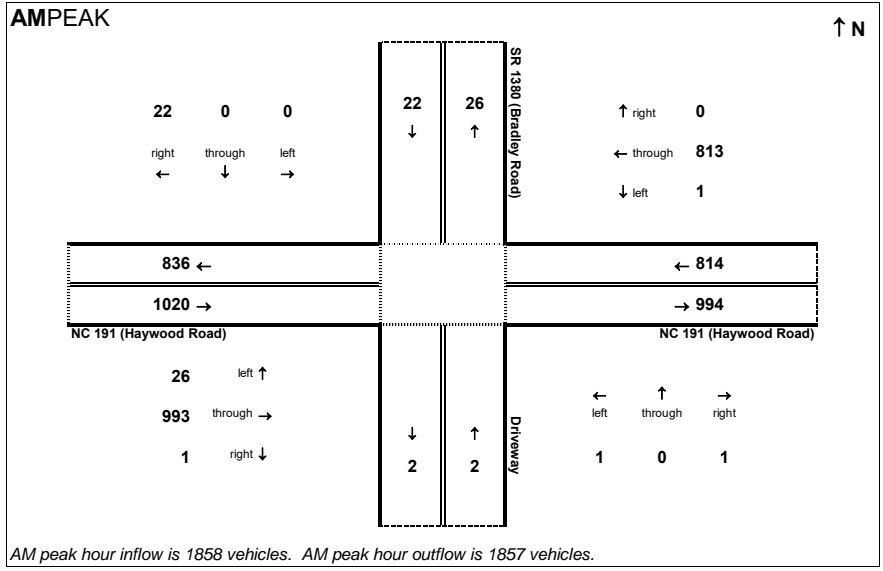 AMPEAK
↑ N
SR 1380 (Bradley Road)
22 0 0
right through left
← ↓ →
22 26
↓ ↑
↑ right 0
← through 813
↓ left 1
836 ←
← 814
1020 →
→ 994
NC 191 (Haywood Road)
NC 191 (Haywood Road)
26 left ↑
993 through →
1 right ↓
↓ ↑
2 2
Driveway
← ↑ →
left through right
1 0 1
AM peak hour inflow is 1858 vehicles. AM peak hour outflow is 1857 vehicles.